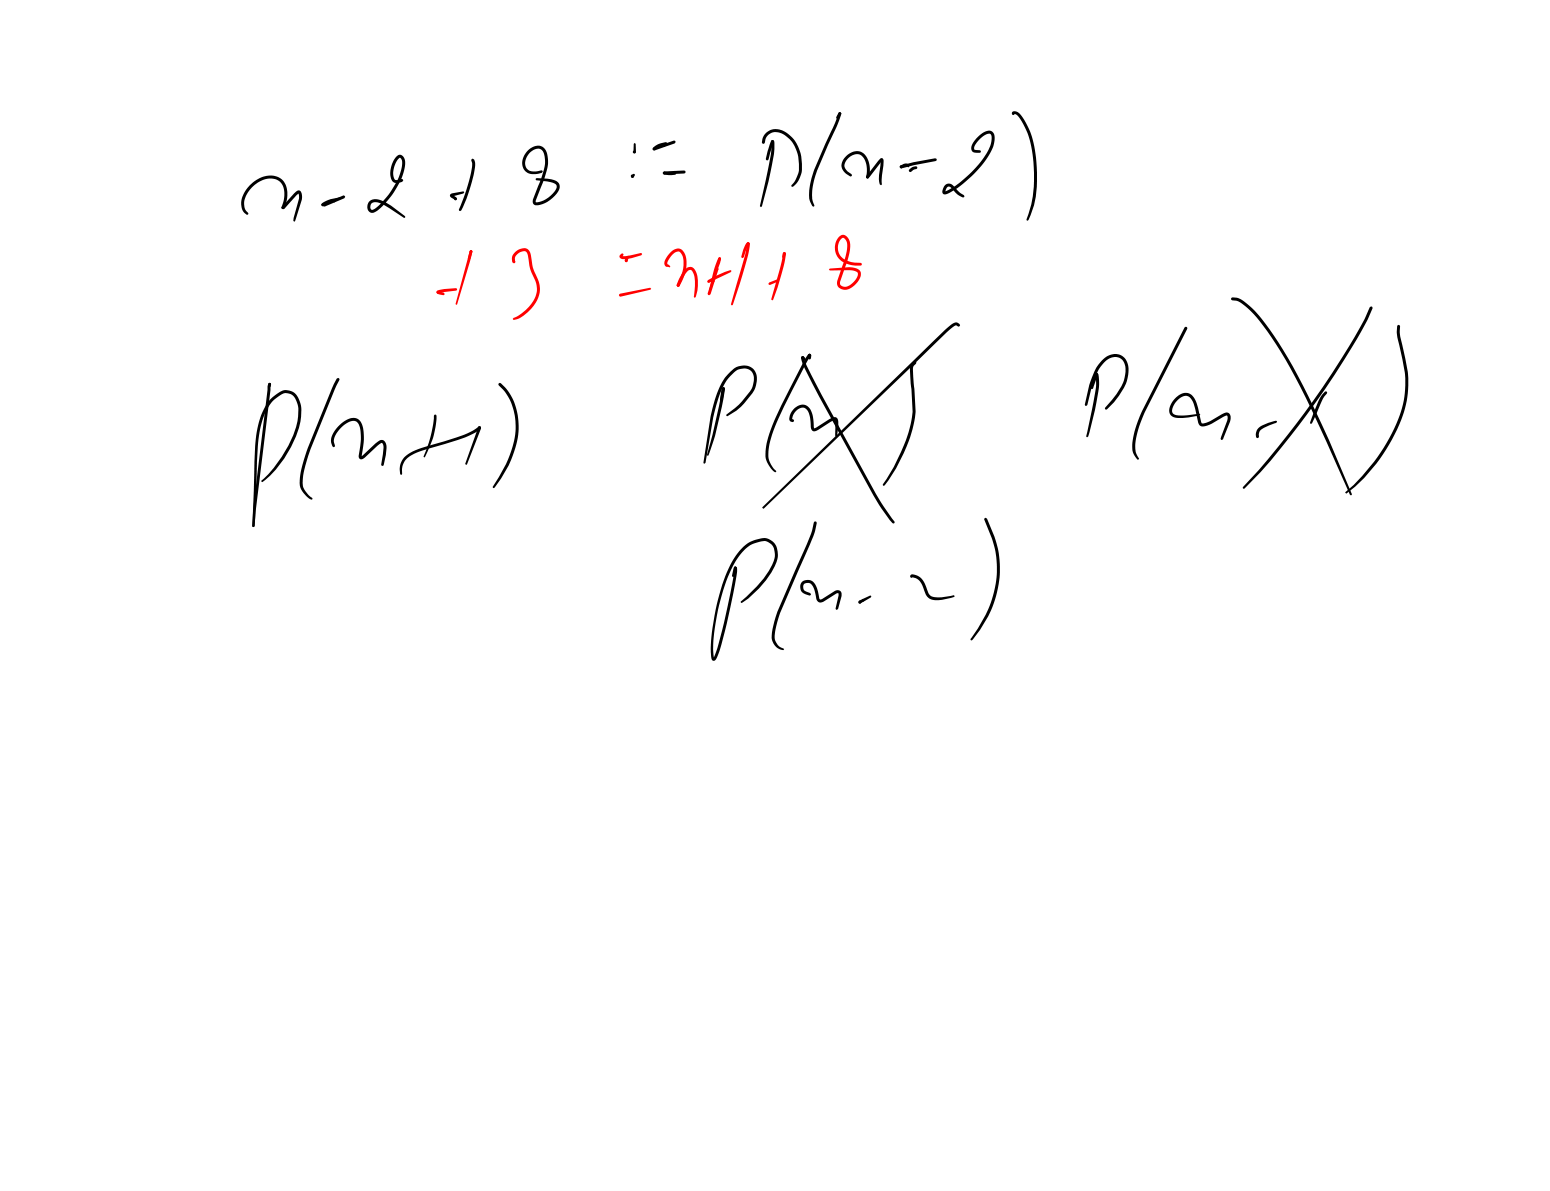 n - 2 + 8 := P(n - 2)
+ 3 = n + 1 + 8
P(n+1) P(n) P(n - 1)
P(n - 2)